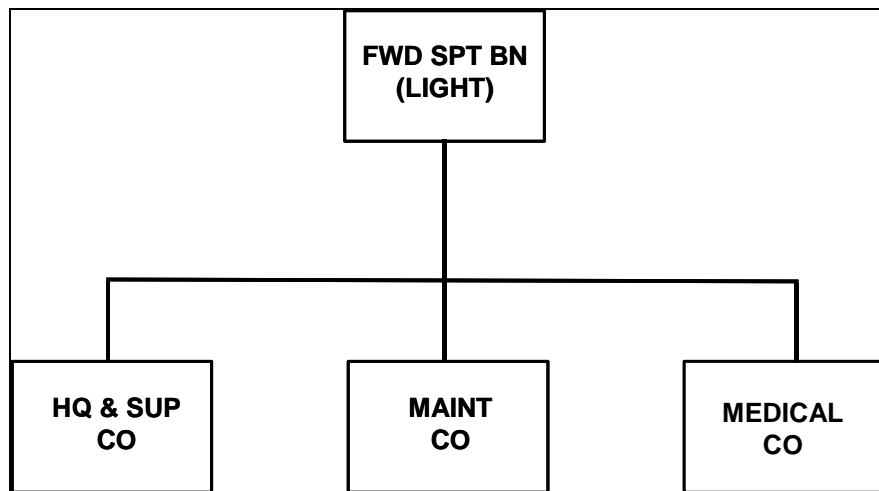 FWD SPT BN
(LIGHT)
HQ & SUP
CO
MAINT
CO
MEDICAL
CO